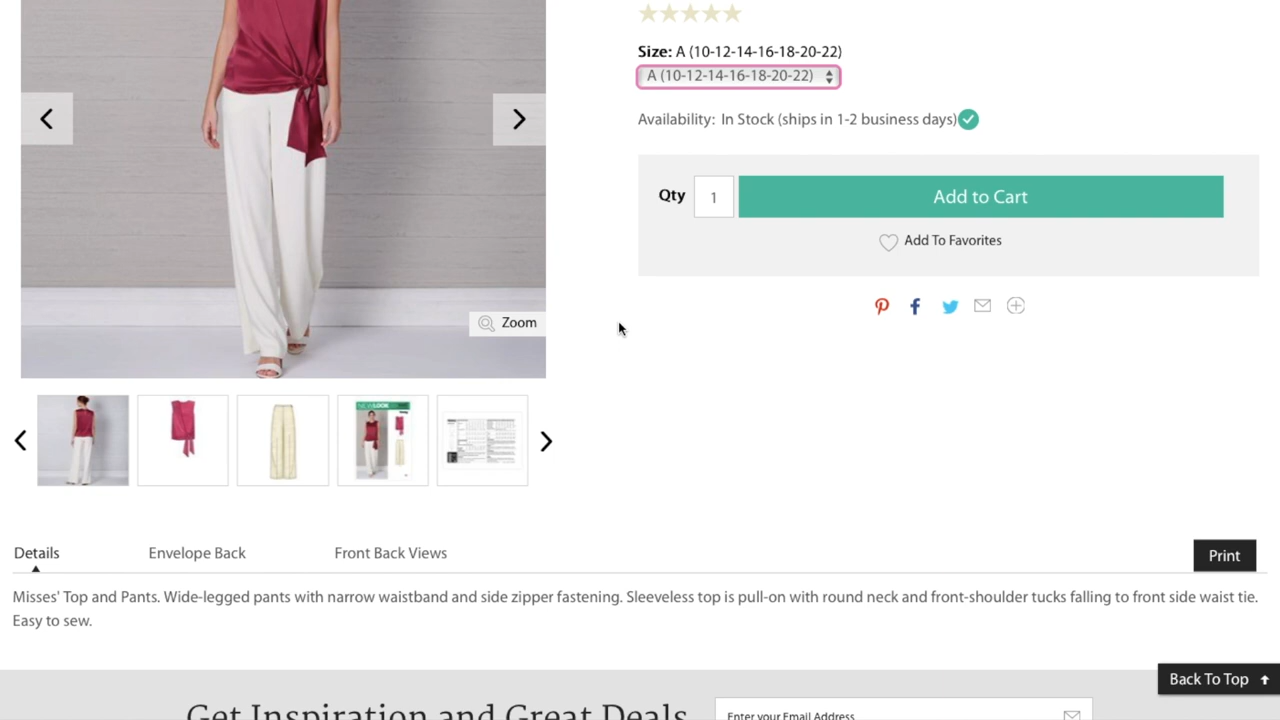 Size: A (10-12-14-16-18-20-22)
A (10-12-14-16-18-20-22)
Availability: In Stock (ships in 1-2 business days)
Qty 1 Add to Cart
Add To Favorites
Zoom
NEW LOOK
Details Envelope Back Front Back Views Print
Misses' Top and Pants. Wide-legged pants with narrow waistband and side zipper fastening. Sleeveless top is pull-on with round neck and front-shoulder tucks falling to front side waist tie.
Easy to sew.
Back To Top
Get Inspiration and Great Deals
Enter your Email Address